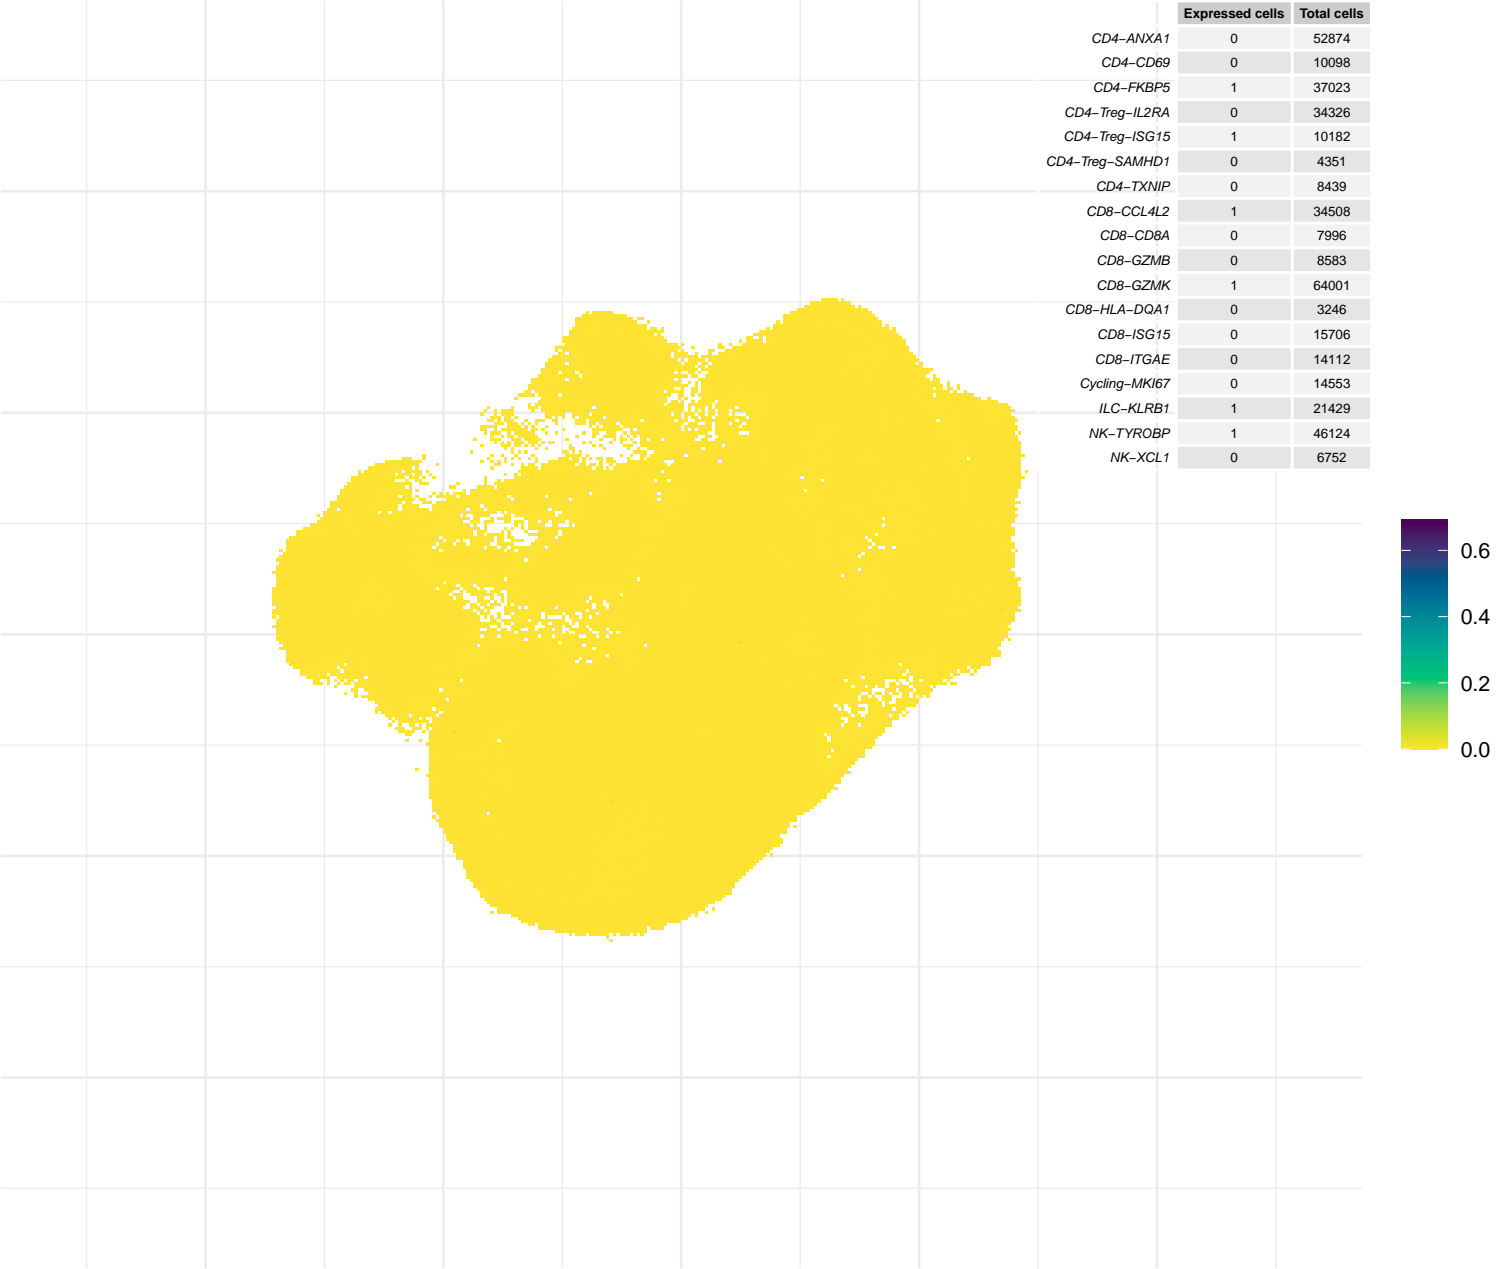 Expressed cells Total cells
CD4−ANXA1 0 52874
CD4−CD69 0 10098
CD4−FKBP5 1 37023
CD4−Treg−IL2RA 0 34326
CD4−Treg−ISG15 1 10182
CD4−Treg−SAMHD1 0 4351
CD4−TXNIP 0 8439
CD8−CCL4L2 1 34508
CD8−CD8A 0 7996
CD8−GZMB 0 8583
CD8−GZMK 1 64001
CD8−HLA−DQA1 0 3246
CD8−ISG15 0 15706
CD8−ITGAE 0 14112
Cycling−MKI67 0 14553
ILC−KLRB1 1 21429
NK−TYROBP 1 46124
NK−XCL1 0 6752
0.6
0.4
0.2
0.0